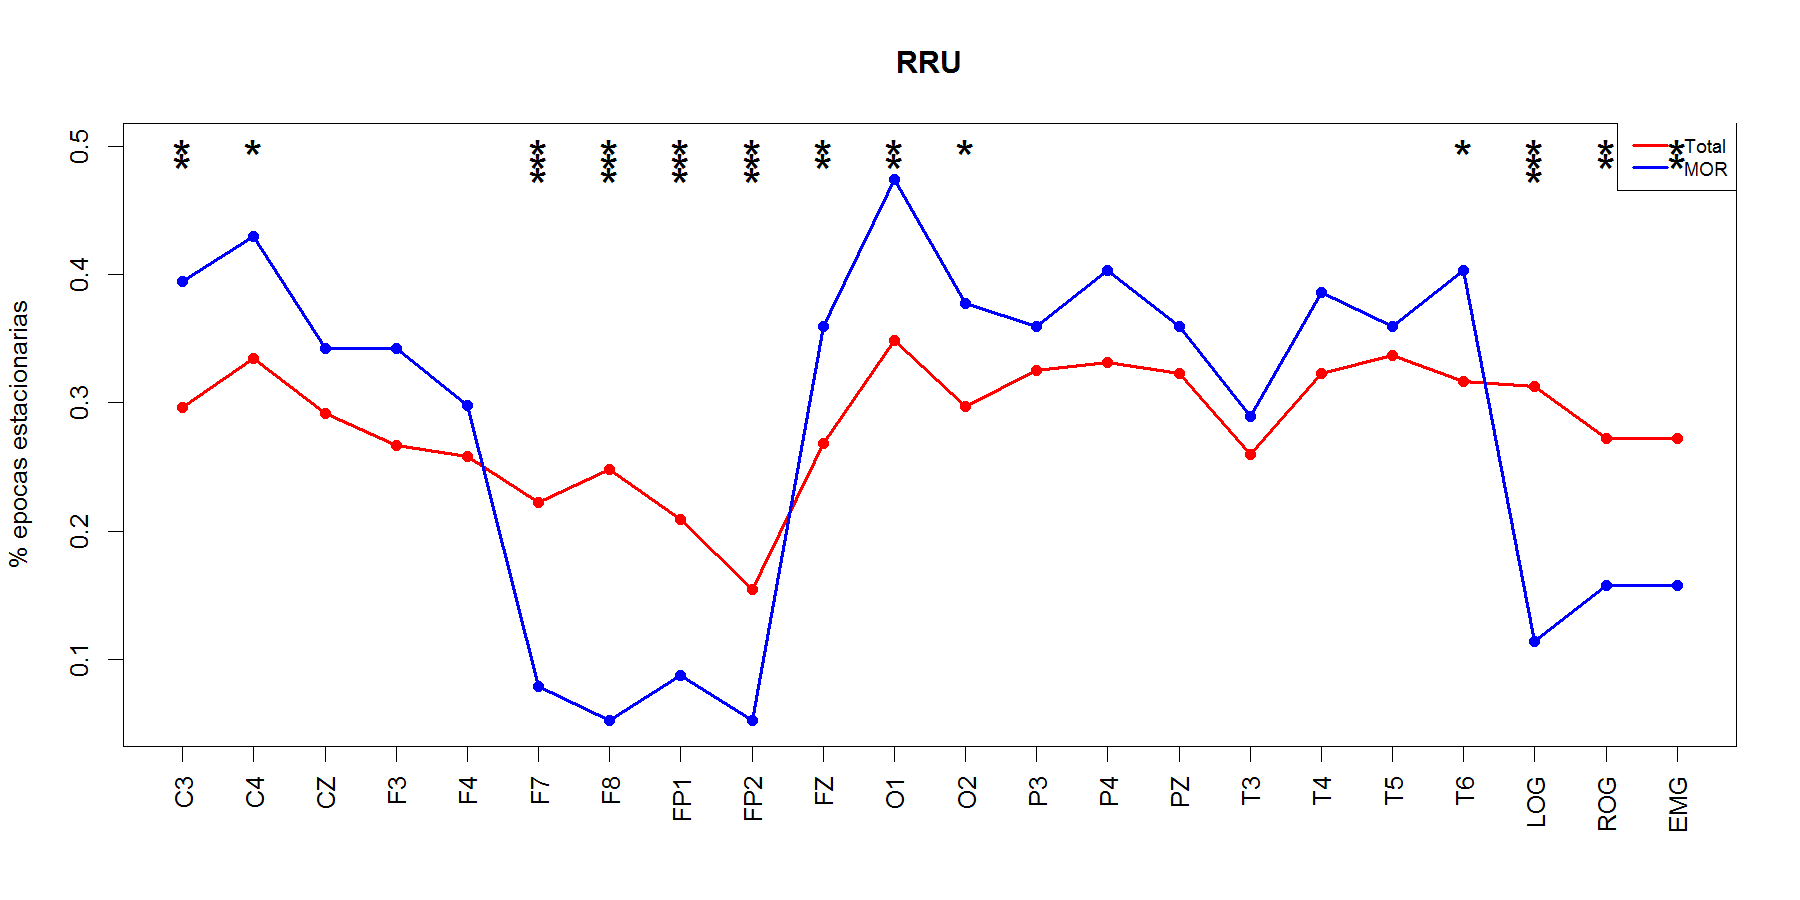 RRU
% epocas estacionarias
0.5
0.4
0.3
0.2
0.1
* * * * * * * * * * * * *
* * * * * * * * * *
* * * * *
Total
MOR
C3 C4 CZ F3 F4 F7 F8 FP1 FP2 FZ O1 O2 P3 P4 PZ T3 T4 T5 T6 LOG ROG EMG